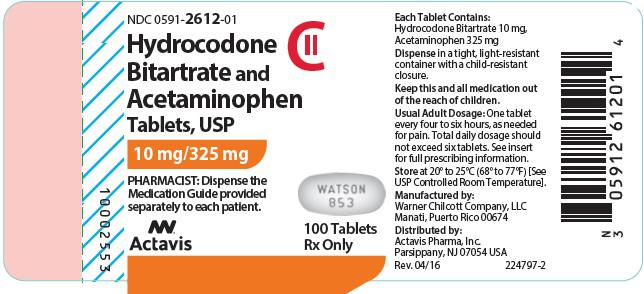 NDC 0591-2612-01
Hydrocodone
Bitartrate and
Acetaminophen
Tablets, USP
CII
10 mg/325 mg
PHARMACIST: Dispense the
Medication Guide provided
separately to each patient.
Actavis
WATSON
853
100 Tablets
Rx Only
10002553
Each Tablet Contains:
Hydrocodone Bitartrate 10 mg,
Acetaminophen 325 mg
Dispense in a tight, light-resistant
container with a child-resistant
closure.
Keep this and all medication out
of the reach of children.
Usual Adult Dosage: One tablet
every four to six hours, as needed
for pain. Total daily dosage should
not exceed six tablets. See insert
for full prescribing information.
Store at 20° to 25°C (68° to 77°F) [See
USP Controlled Room Temperature].
Manufactured by:
Warner Chilcott Company, LLC
Manati, Puerto Rico 00674
Distributed by:
Actavis Pharma, Inc.
Parsippany, NJ 07054 USA
Rev. 04/16 224797-2
N
3 05912 61201 4